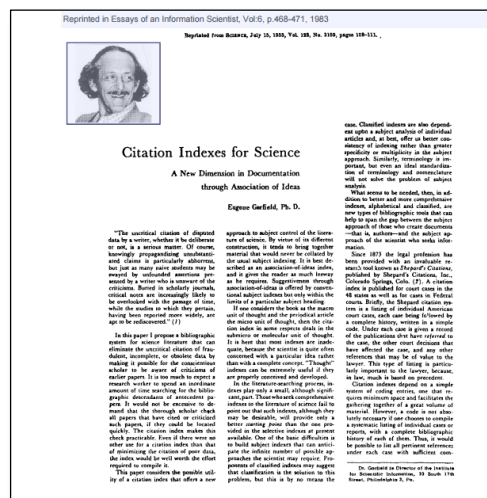 Reprinted in Essays of an Information Scientist, Vol:6, p.468-471, 1983
Reprinted from Science, July 15, 1955, Vol. 122, No. 3159, pages 108-111.
Citation Indexes for Science
A New Dimension in Documentation
through Association of Ideas
Eugene Garfield, Ph. D.
"The uncritical citation of disputed
data by a writer, whether it be deliberate
or not, is a serious matter. Of course,
knowingly propagandizing unsubstanti-
ated claims is particularly abhorrent,
but just as many naive students may be
swayed by unfounded assertions pre-
sented by a writer who is unaware of the
criticisms. Buried in scholarly journals,
critical notes are increasingly likely to
be overlooked with the passage of time,
while the studies to which they pertain,
having been reported more widely, are
apt to be rediscovered." (1)
In this paper I propose a bibliographic
system for science literature that can
eliminate the uncritical citation of frau-
dulent, incomplete, or obsolete data by
making it possible for the conscientious
scholar to be aware of criticisms of
earlier papers. It is too much to expect a
research worker to spend an inordinate
amount of time searching for the biblio-
graphic descendants of antecedent pa-
pers. It would not be excessive to de-
mand that the thorough scholar check
all papers that have cited or criticized
such papers, if they could be located
quickly. The citation index makes this
check practicable. Even if there were no
other use for a citation index than that
of minimizing the citation of poor data,
the index would be well worth the effort
required to compile it.
This paper considers the possible util-
ity of a citation index that offers a new
approach to subject control of the litera-
ture of science. By virtue of its different
construction, it tends to bring together
material that would never be collated by
the usual subject indexing. It is best de-
scribed as an association-of-ideas index,
and it gives the reader as much leeway
as he requires. Suggestiveness through
association-of-ideas is offered by conven-
tional subject indexes but only within the
limits of a particular subject heading.
If one considers the book as the macro
unit of thought and the periodical article
the micro unit of thought, then the cita-
tion index in some respects deals in the
submicro or molecular unit of thought.
It is here that most indexes are inade-
quate, because the scientist is quite often
concerned with a particular idea rather
than with a complete concept. "Thought"
indexes can be extremely useful if they
are properly conceived and developed.
In the literature-searching process, in-
dexes play only a small, although signifi-
cant, part. Those who seek comprehensive
indexes to the literature of science fail to
point out that such indexes, although they
may be desirable, will provide only a
better starting point than the one pro-
vided in the selective indexes at present
available. One of the basic difficulties is
to build subject indexes that can antici-
pate the infinite number of possible ap-
proaches the scientist may require. Pro-
ponents of classified indexes may suggest
that classification is the solution to this
problem, but this is by no means the
case. Classified indexes are also depend-
ent upon a subject analysis of individual
articles and, at best, offer us better con-
sistency of indexing rather than greater
specificity or multiplicity in the subject
approach. Similarly, terminology is im-
portant, but even an ideal standardiza-
tion of terminology and nomenclature
will not solve the problem of subject
analysis.
What seems to be needed, then, in ad-
dition to better and more comprehensive
indexes, alphabetical and classified, are
new types of bibliographic tools that can
help to span the gap between the subject
approach of those who create documents
—that is, authors—and the subject ap-
proach of the scientist who seeks infor-
mation.
Since 1873 the legal profession has
been provided with an invaluable re-
search tool known as Shepard's Citations,
published by Shepard's Citations, Inc.,
Colorado Springs, Colo. (2). A citation
index is published for court cases in the
48 states as well as for cases in Federal
courts. Briefly, the Shepard citation sys-
tem is a listing of individual American
court cases, each case being followed by
a complete history, written in a simple
code. Under each case is given a record
of the publications that have referred to
the case, the other court decisions that
have affected the case, and any other
references that may be of value to the
lawyer. This type of listing is particu-
larly important to the lawyer, because,
in law, much is based on precedent.
Citation indexes depend on a simple
system of coding entries, one that re-
quires minimum space and facilitates the
gathering together of a great volume of
material. However, a code is not abso-
lutely necessary if one chooses to compile
a systematic listing of individual cases or
reports, with a complete bibliographic
history of each of them. Thus, it would
be possible to list all pertinent references
under each case with sufficient com-
Dr. Garfield is Director of the Institute
for Scientific Information, 33 South 17th
Street, Philadelphia 3, Pa.